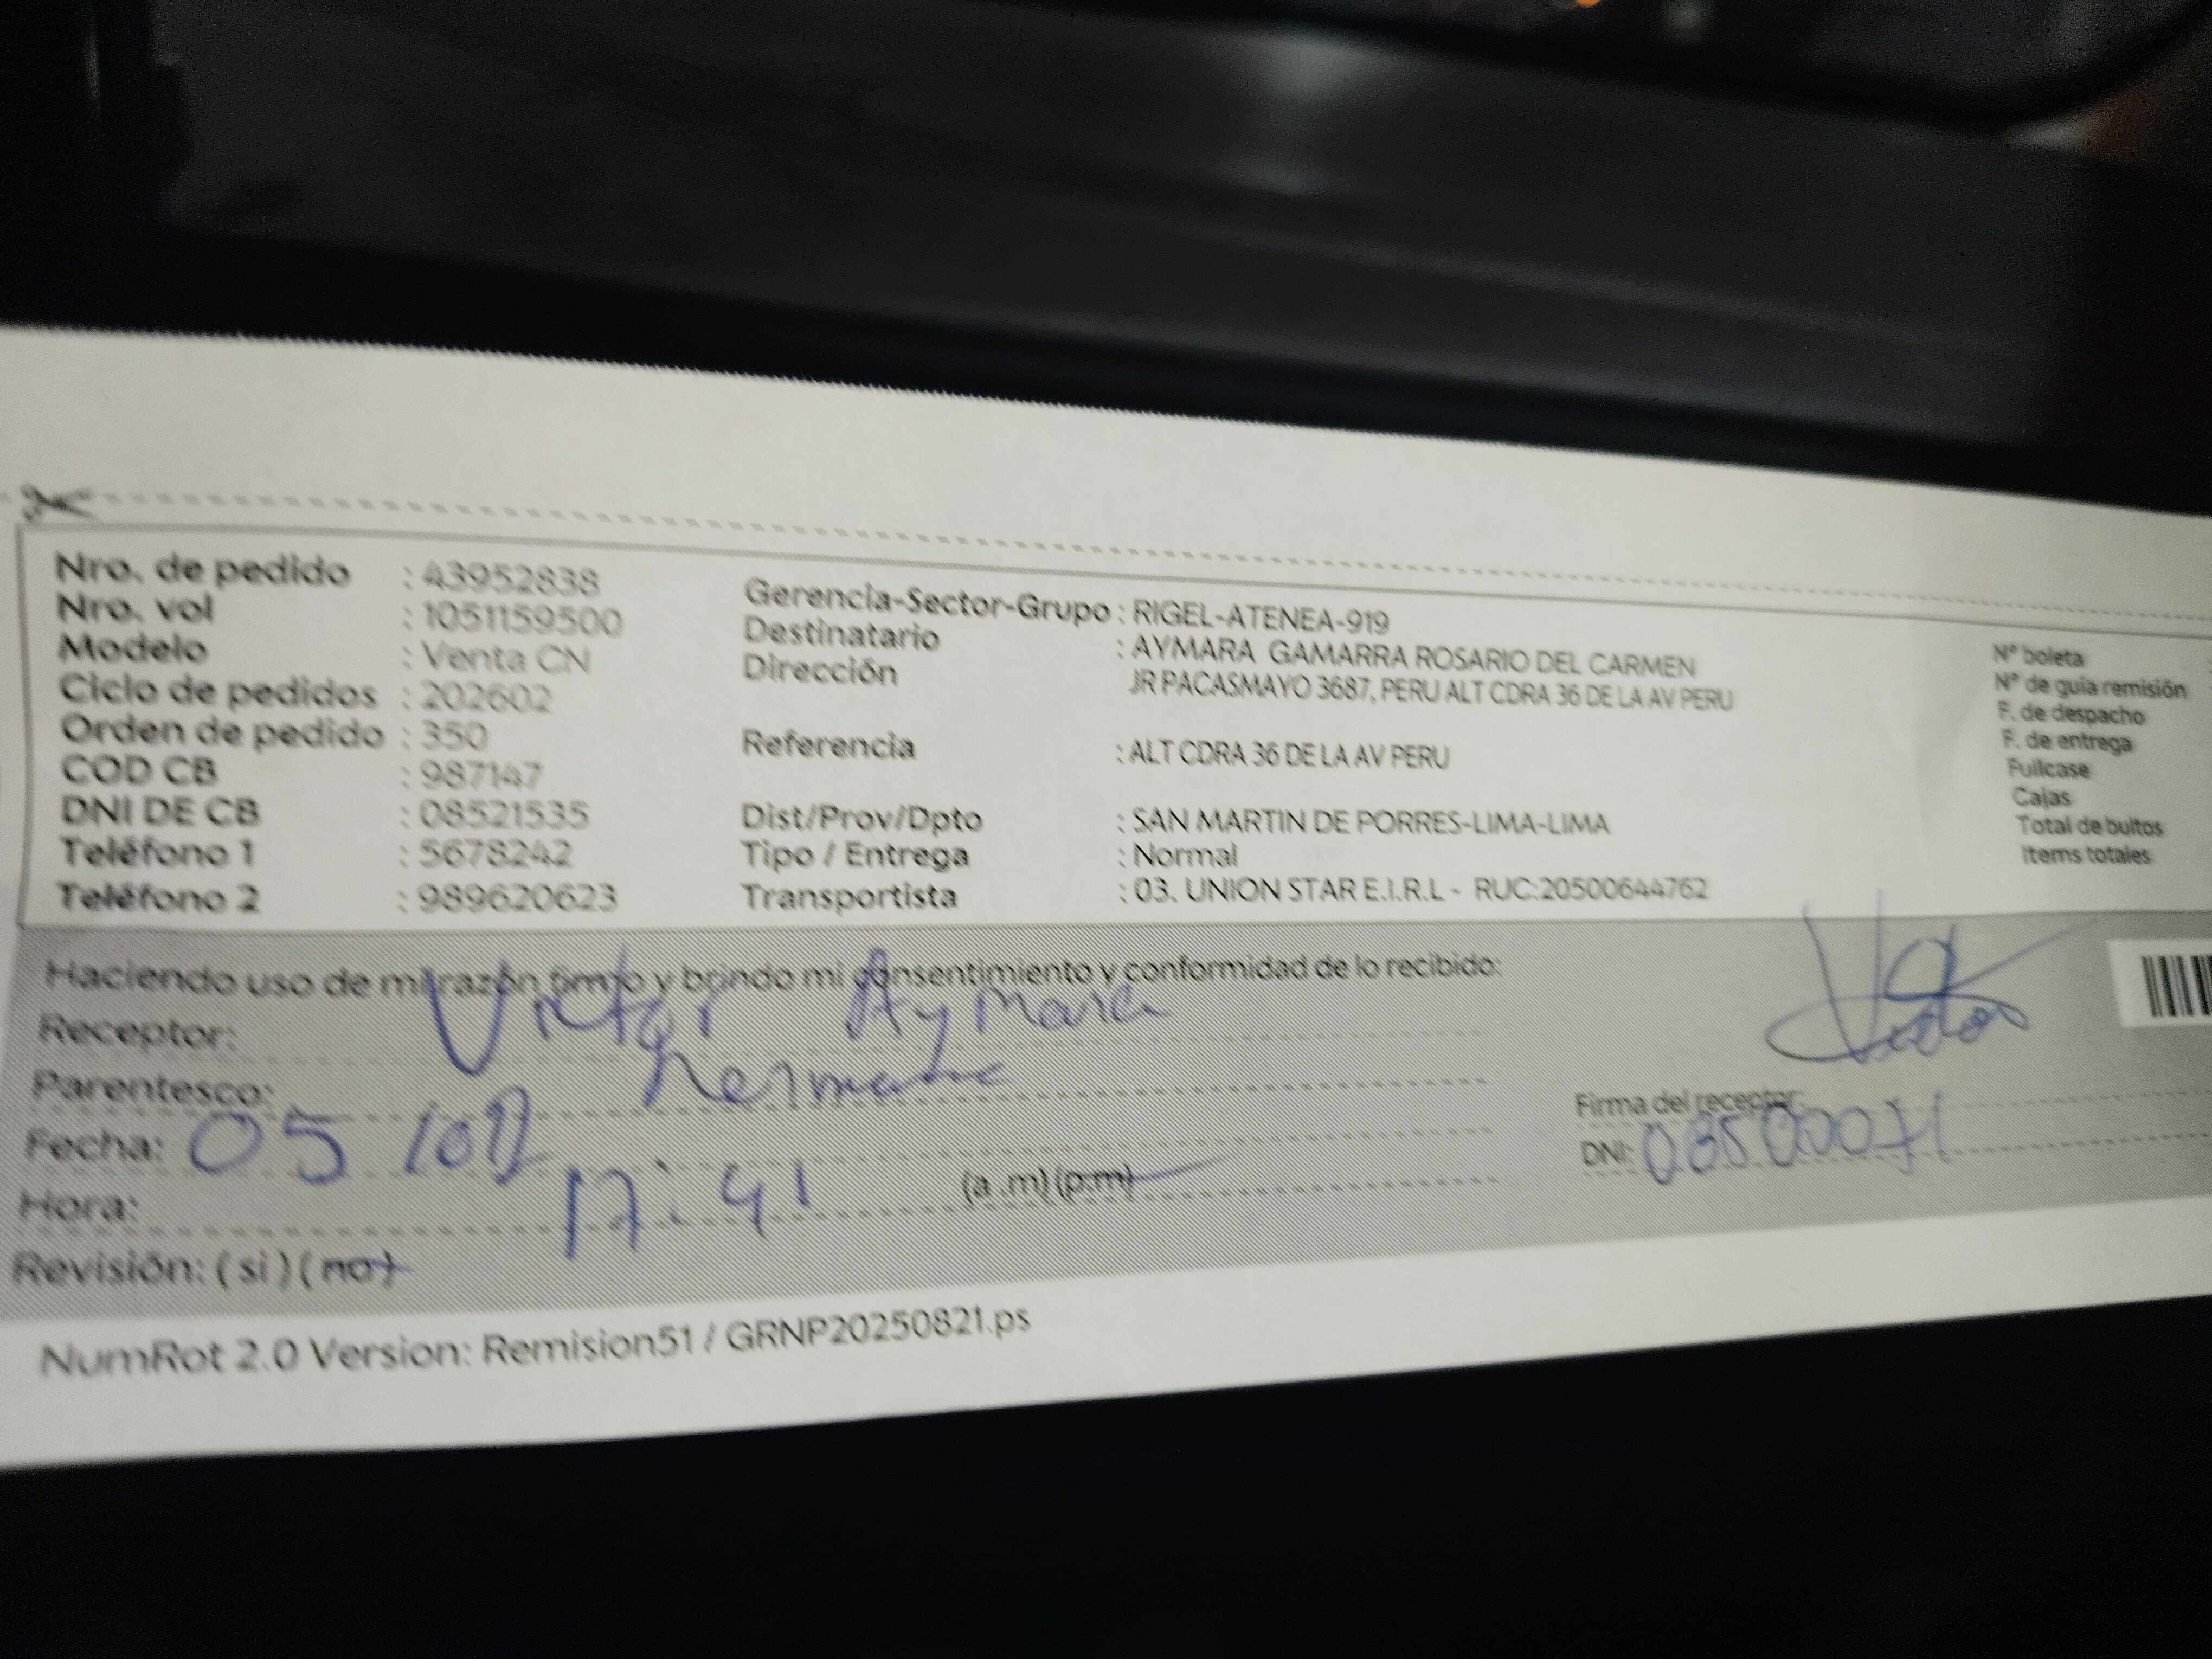 Nro. de pedido : 43952838
Nro. vol : 1051159500
Modelo : Venta CN
Ciclo de pedidos : 202602
Orden de pedido : 350
COD CB : 987147
DNI DE CB : 08521535
Teléfono 1 : 5678242
Teléfono 2 : 989620623
Gerencia-Sector-Grupo : RIGEL-ATENEA-919
Destinatario : AYMARA GAMARRA ROSARIO DEL CARMEN
Dirección JR PACASMAYO 3687, PERU ALT CDRA 36 DE LA AV PERU
Referencia : ALT CDRA 36 DE LA AV PERU
Dist/Prov/Dpto : SAN MARTIN DE PORRES-LIMA-LIMA
Tipo / Entrega : Normal
Transportista : 03. UNION STAR E.I.R.L - RUC:20500644762
N° boleta
N° de guía remisión
F. de despacho
F. de entrega
Fullcase
Cajas
Total de bultos
Items totales
Haciendo uso de mi razón firmo y brindo mi consentimiento y conformidad de lo recibido:
Receptor: Victor Aymara
Parentesco: hermano
Fecha: 05
Hora: 17:41 (a .m) (p.m)
Revisión: ( si ) ( no )
Firma del receptor:
DNI:
NumRot 2.0 Version: Remision51 / GRNP20250821.ps